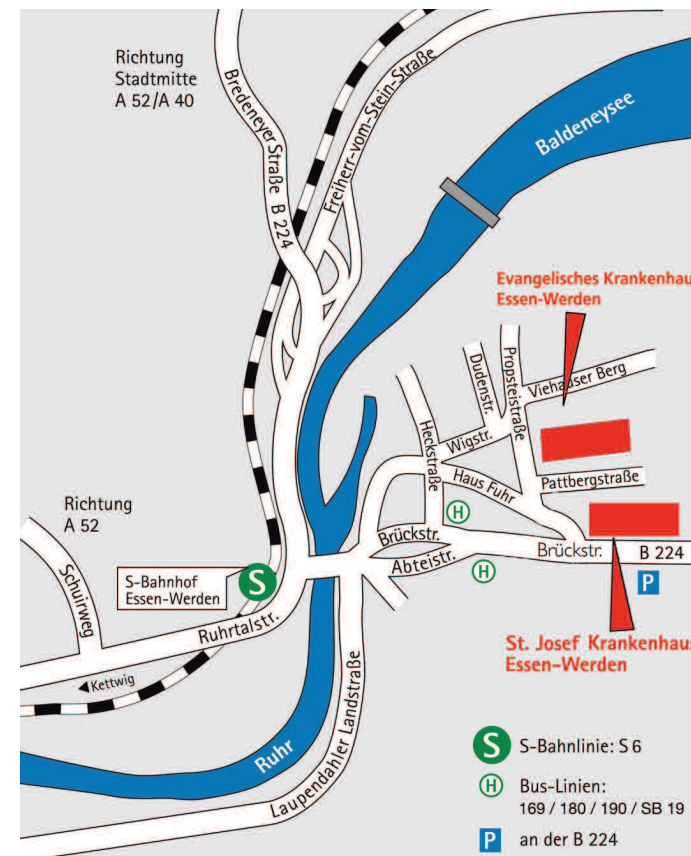 Richtung
Stadtmitte
A 52/A 40
Bredeneyer
Straße B 224
Freiherr-vom-Stein-Straße
Baldeneysee
Evangelisches Krankenhau
Essen-Werden
Dudenstr.
Propsteistraße
Viehauser Berg
Heckstraße
Wigstr.
Haus Fuhr
Pattbergstraße
Richtung
A 52
H
Brückstr.
Brückstr.
B 224
Abteistr.
H
P
Schuirweg
S-Bahnhof
Essen-Werden
S
Ruhrtalstr.
St. Josef Krankenhaus
Essen-Werden
Kettwig
Laupendahler Landstraße
Ruhr
S S-Bahnlinie: S 6
H Bus-Linien:
169 / 180 / 190 / SB 19
P an der B 224